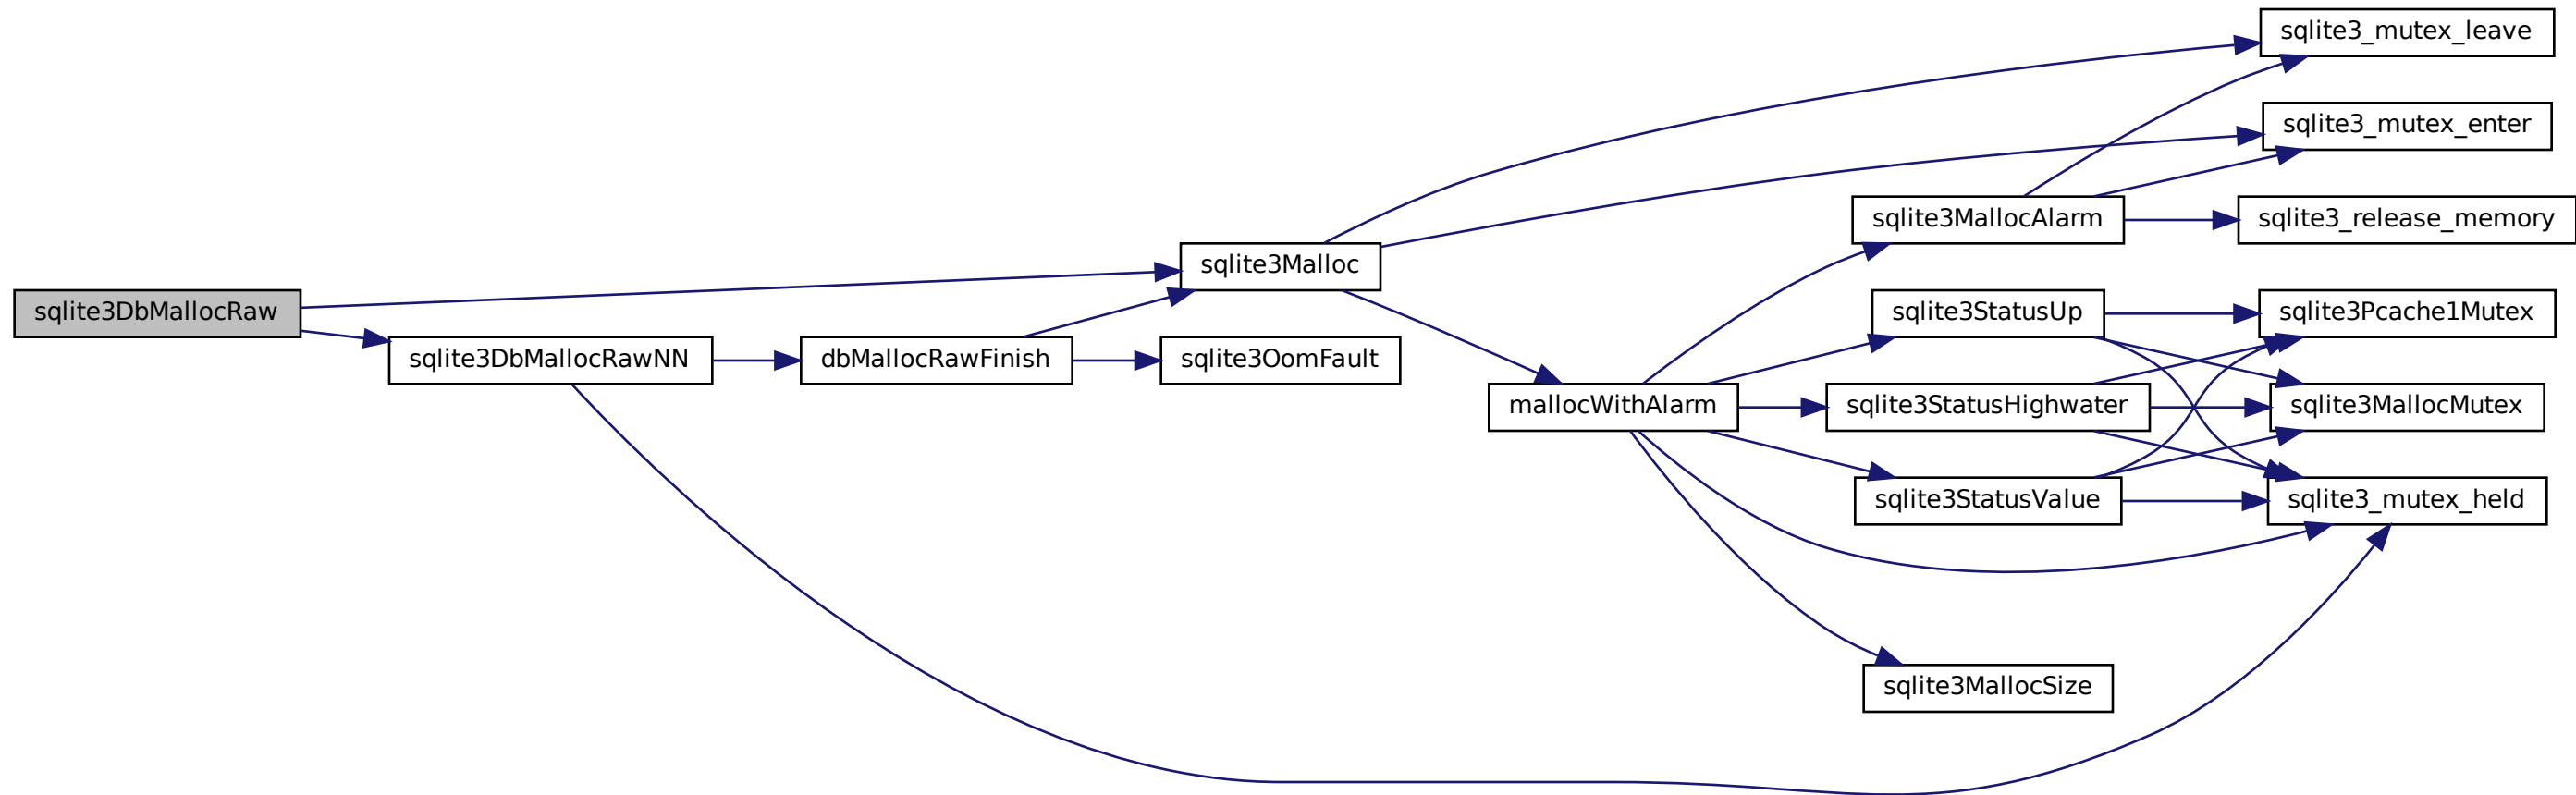 sqlite3_mutex_leave
sqlite3_mutex_enter
sqlite3MallocAlarm
sqlite3_release_memory
sqlite3Malloc
sqlite3DbMallocRaw
sqlite3StatusUp
sqlite3Pcache1Mutex
sqlite3DbMallocRawNN
dbMallocRawFinish
sqlite3OomFault
mallocWithAlarm
sqlite3StatusHighwater
sqlite3MallocMutex
sqlite3StatusValue
sqlite3_mutex_held
sqlite3MallocSize